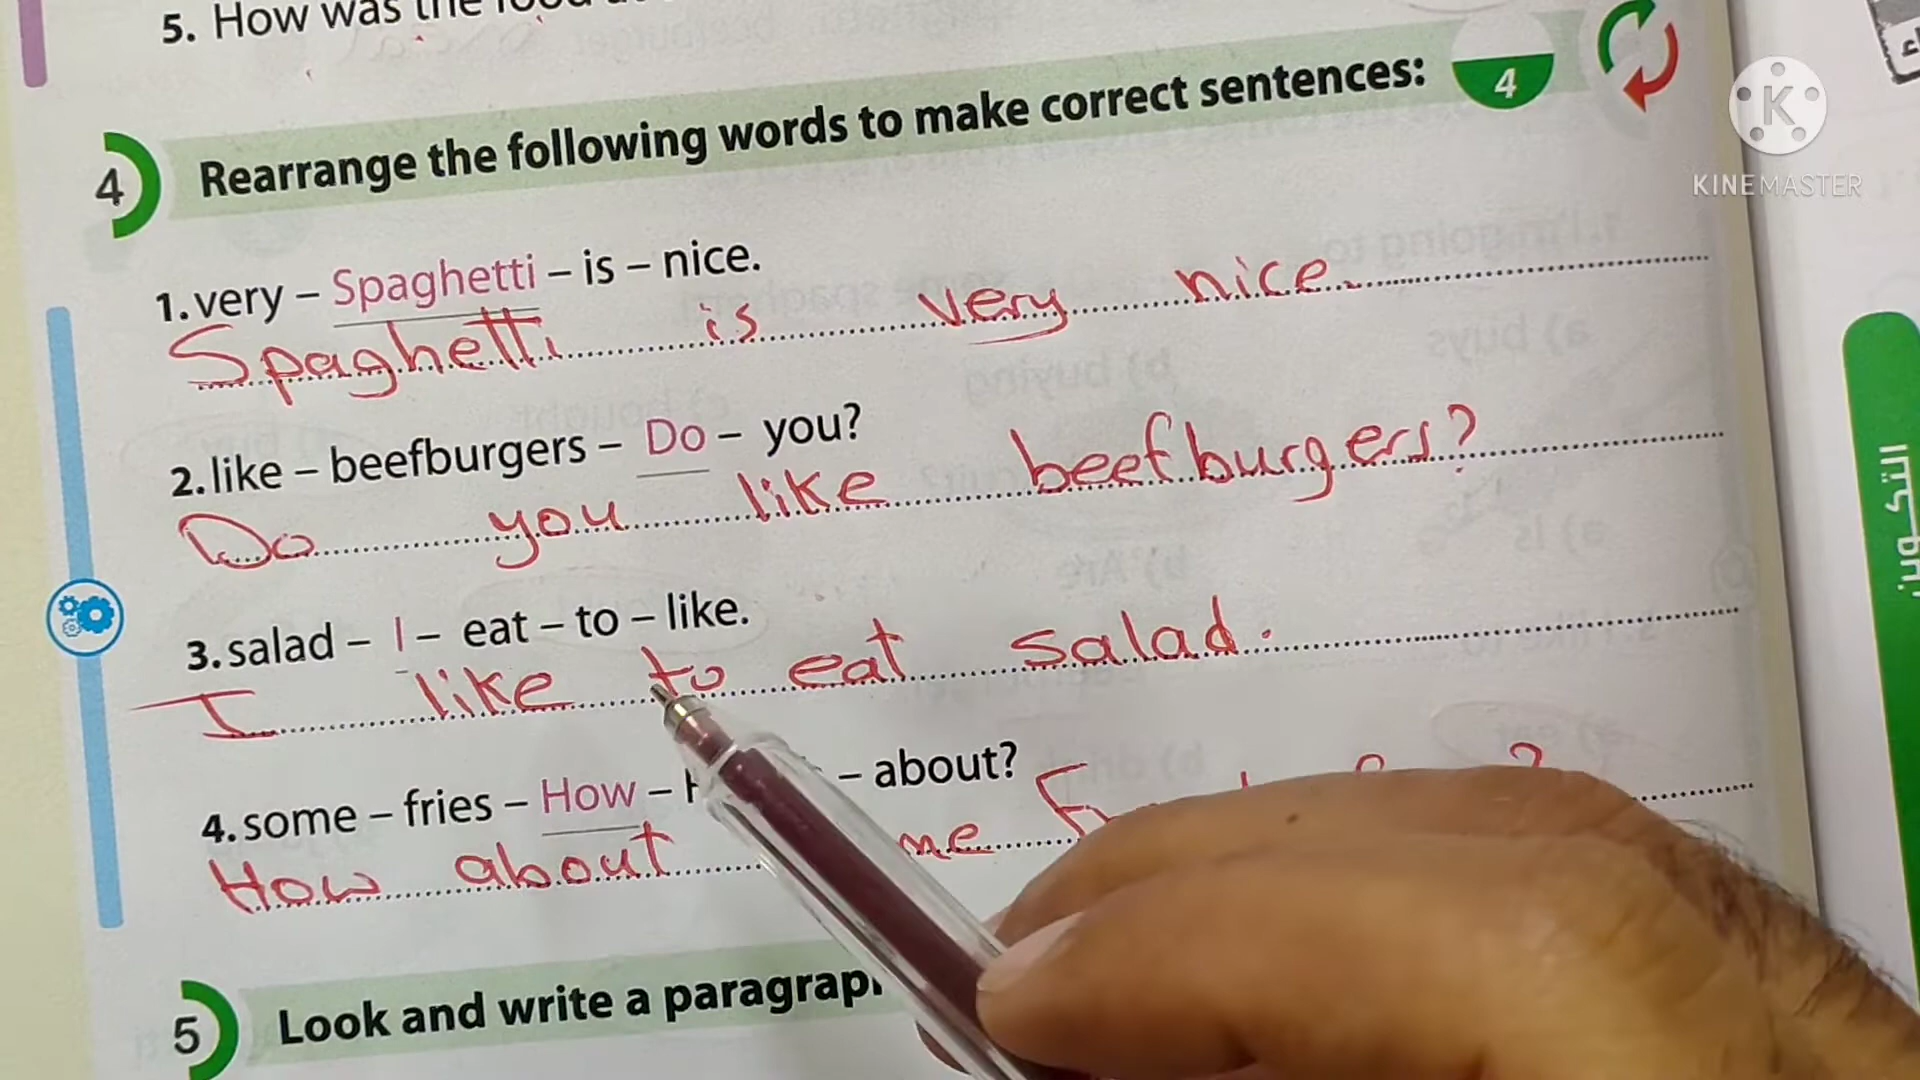 5. How was the food
4 Rearrange the following words to make correct sentences: 4
KINEMASTER
1. very – Spaghetti – is – nice.
Spaghetti is very nice.
2. like – beefburgers – Do – you?
Do you like beefburgers?
3. salad – I – eat – to – like.
I like to eat salad.
4. some – fries – How – – about?
How about
5 Look and write a